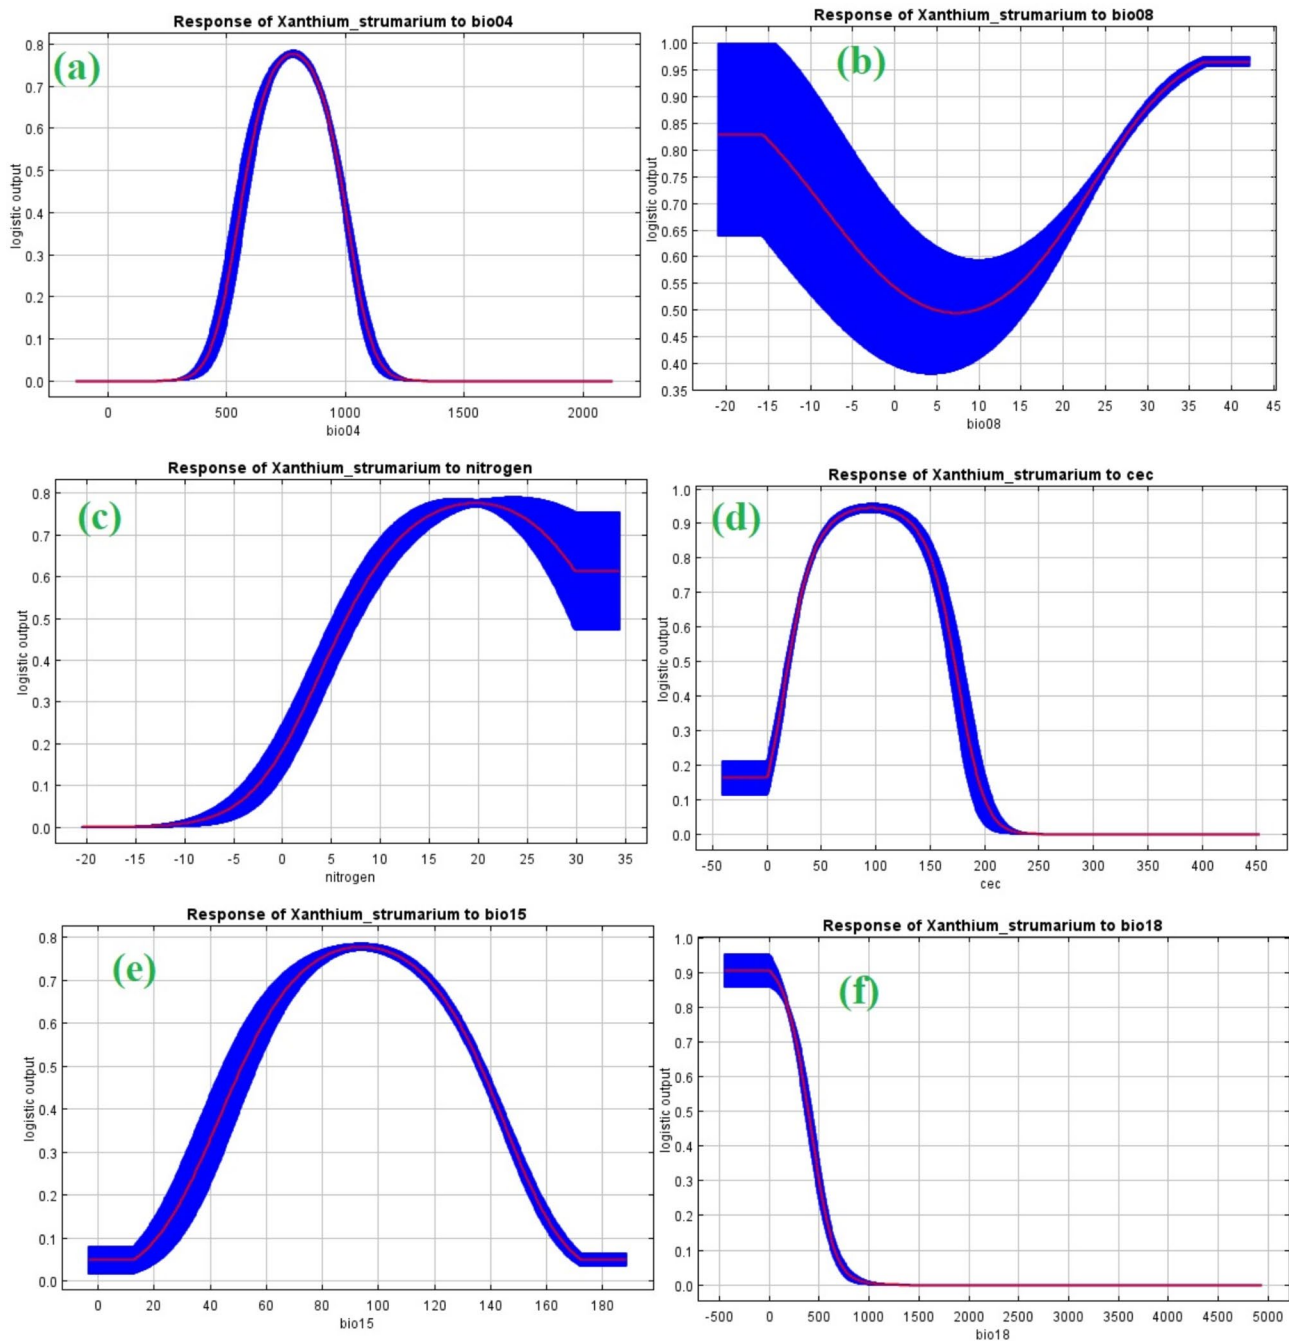 Response of Xanthium_strumarium to bio04
(a)
logistic output
0.8
0.7
0.6
0.5
0.4
0.3
0.2
0.1
0.0
0 500 1000 1500 2000
bio04
Response of Xanthium_strumarium to bio08
(b)
logistic output
1.00
0.95
0.90
0.85
0.80
0.75
0.70
0.65
0.60
0.55
0.50
0.45
0.40
0.35
-20 -15 -10 -5 0 5 10 15 20 25 30 35 40 45
bio08
Response of Xanthium_strumarium to nitrogen
(c)
logistic output
0.8
0.7
0.6
0.5
0.4
0.3
0.2
0.1
0.0
-20 -15 -10 -5 0 5 10 15 20 25 30 35
nitrogen
Response of Xanthium_strumarium to cec
(d)
logistic output
1.0
0.9
0.8
0.7
0.6
0.5
0.4
0.3
0.2
0.1
0.0
-50 0 50 100 150 200 250 300 350 400 450
cec
Response of Xanthium_strumarium to bio15
(e)
logistic output
0.8
0.7
0.6
0.5
0.4
0.3
0.2
0.1
0.0
0 20 40 60 80 100 120 140 160 180
bio15
Response of Xanthium_strumarium to bio18
(f)
logistic output
1.0
0.9
0.8
0.7
0.6
0.5
0.4
0.3
0.2
0.1
0.0
-500 0 500 1000 1500 2000 2500 3000 3500 4000 4500 5000
bio18